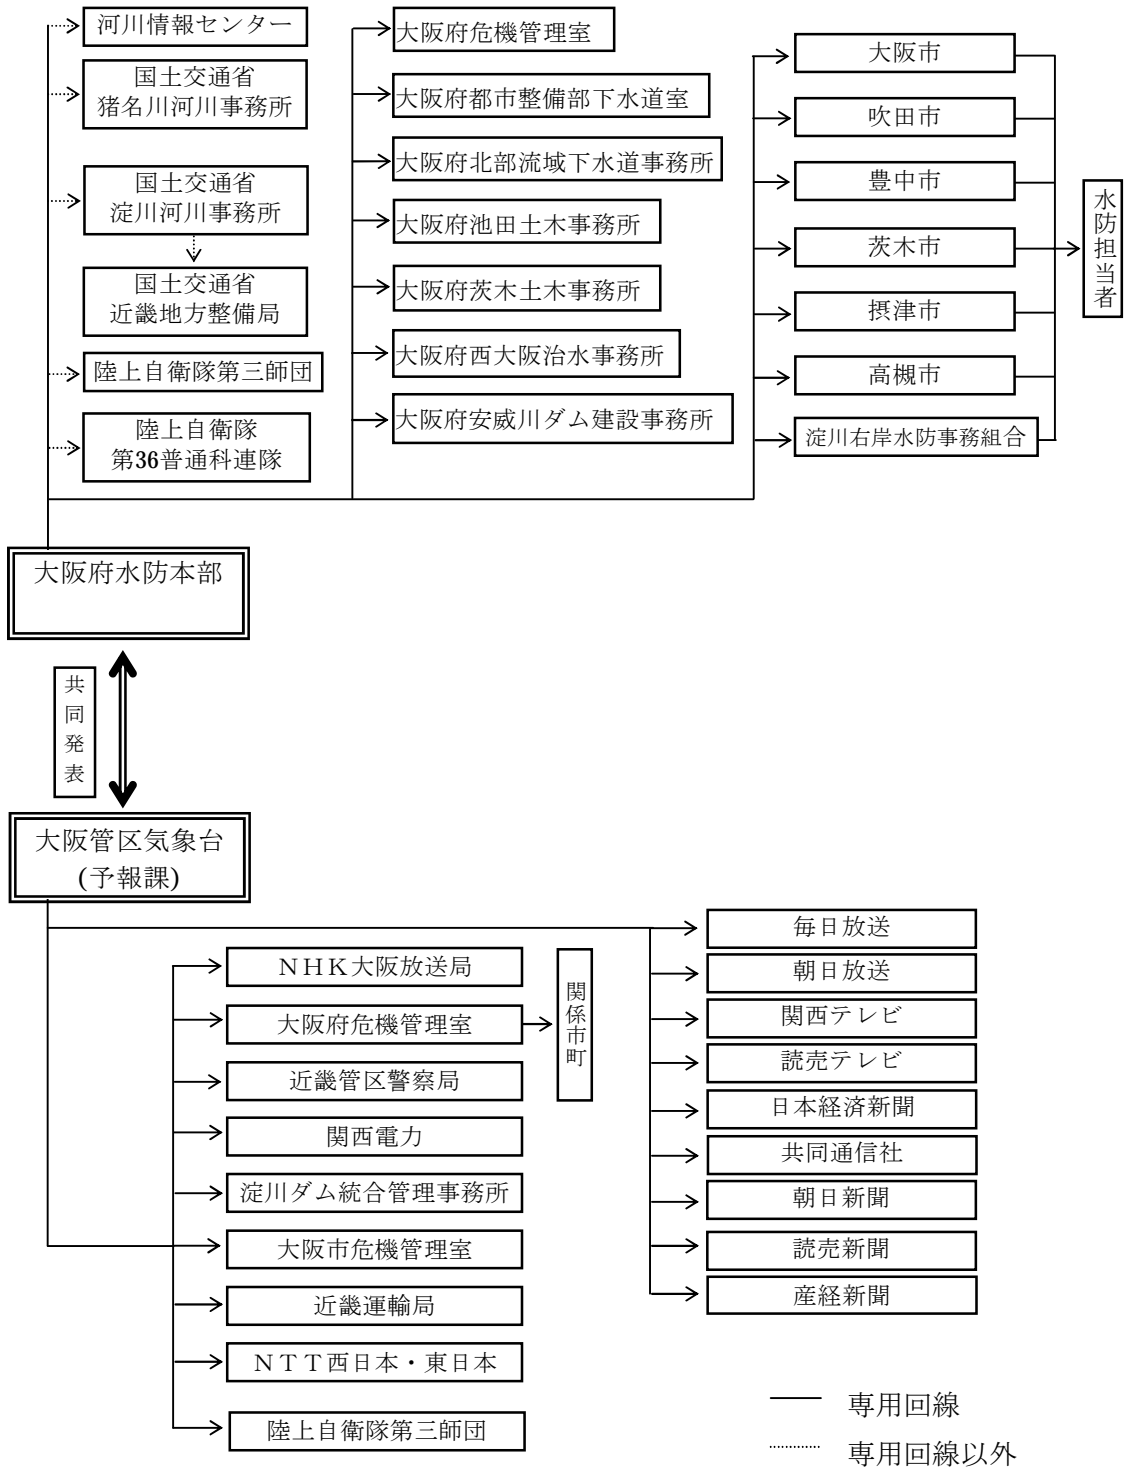 河川情報センター
国土交通省
猪名川河川事務所
国土交通省
淀川河川事務所
国土交通省
近畿地方整備局
陸上自衛隊第三師団
陸上自衛隊
第36普通科連隊
大阪府危機管理室
大阪府都市整備部下水道室
大阪府北部流域下水道事務所
大阪府池田土木事務所
大阪府茨木土木事務所
大阪府西大阪治水事務所
大阪府安威川ダム建設事務所
大阪市
吹田市
豊中市
茨木市
摂津市
高槻市
淀川右岸水防事務組合
水防担当者
大阪府水防本部
共同発表
大阪管区気象台
(予報課)
NHK大阪放送局
大阪府危機管理室
近畿管区警察局
関西電力
淀川ダム統合管理事務所
大阪市危機管理室
近畿運輸局
NTT西日本・東日本
陸上自衛隊第三師団
関係市町
毎日放送
朝日放送
関西テレビ
読売テレビ
日本経済新聞
共同通信社
朝日新聞
読売新聞
産経新聞
専用回線
専用回線以外